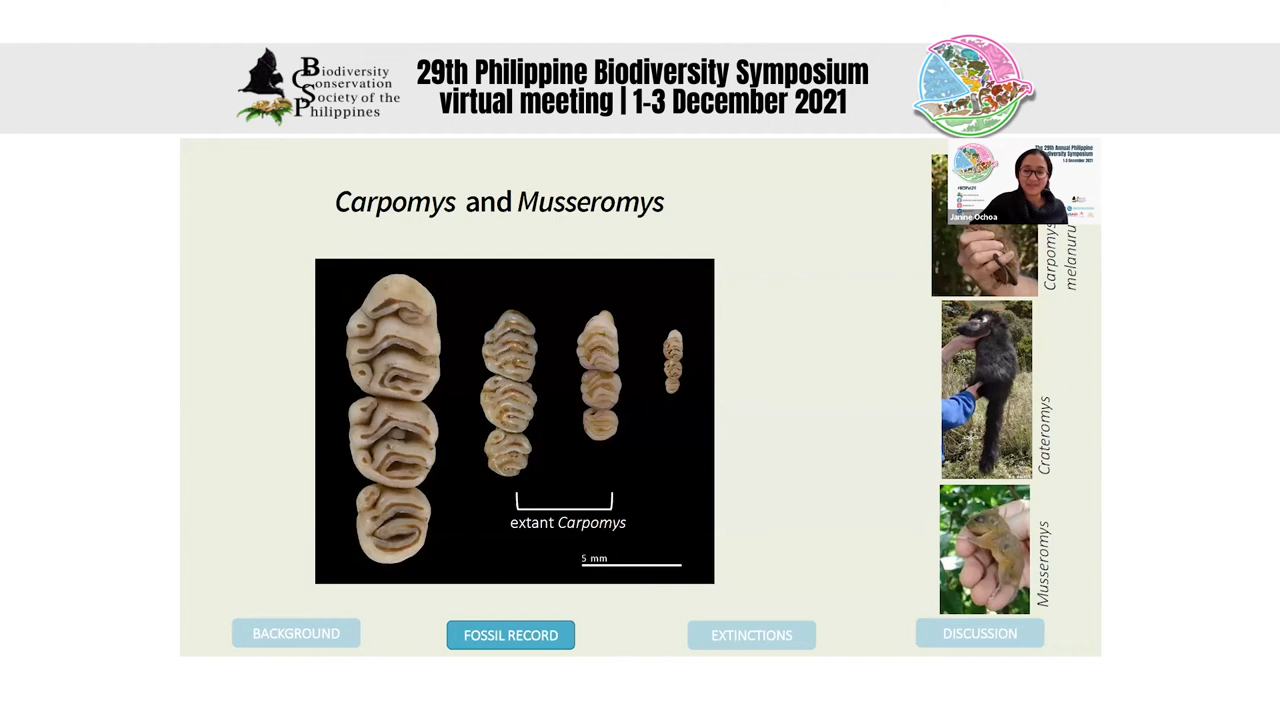 Biodiversity
Conservation
Society of the
Philippines
29th Philippine Biodiversity Symposium
virtual meeting | 1-3 December 2021
The 29th Annual Philippine
Biodiversity Symposium
1-3 December 2021
Janine Ochoa
Carpomys and Musseromys
extant Carpomys
5 mm
Carpomys
melanuru
Crateromys
Musseromys
BACKGROUND
FOSSIL RECORD
EXTINCTIONS
DISCUSSION